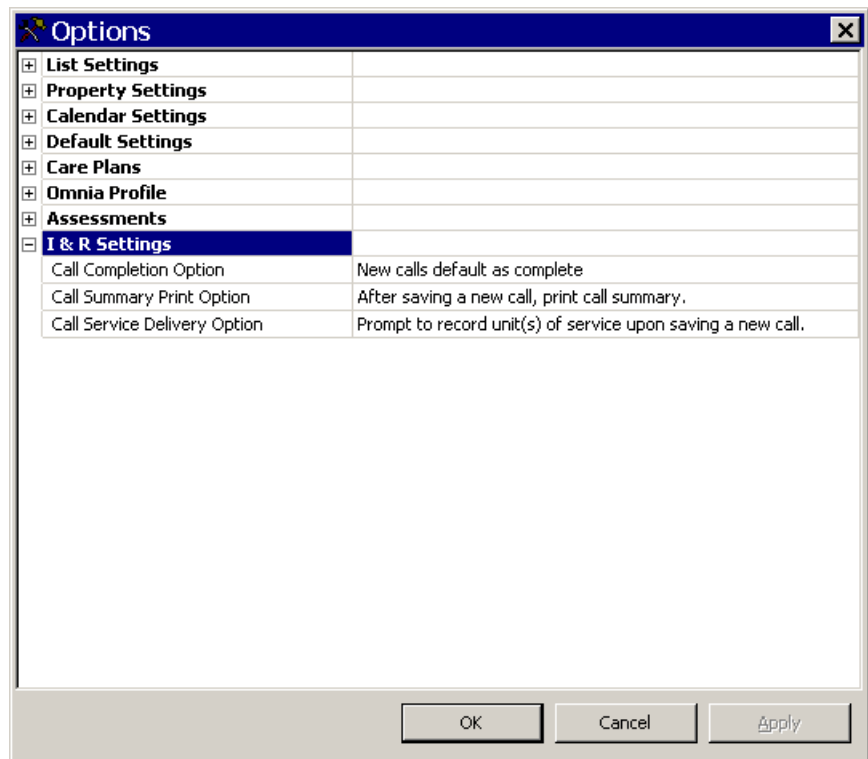 Options
List Settings
Property Settings
Calendar Settings
Default Settings
Care Plans
Omnia Profile
Assessments
I & R Settings
Call Completion Option New calls default as complete
Call Summary Print Option After saving a new call, print call summary.
Call Service Delivery Option Prompt to record unit(s) of service upon saving a new call.
OK Cancel Apply